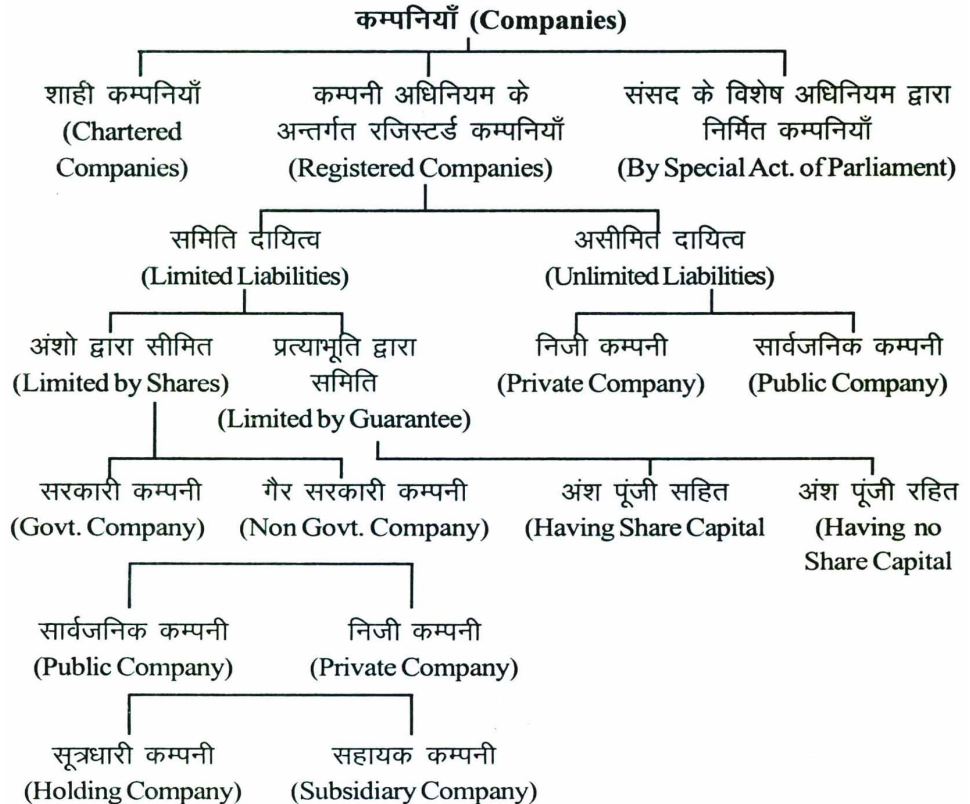 कम्पनियाँ (Companies)
शाही कम्पनियाँ
(Chartered
Companies)
कम्पनी अधिनियम के
अन्तर्गत रजिस्टर्ड कम्पनियाँ
(Registered Companies)
संसद के विशेष अधिनियम द्वारा
निर्मित कम्पनियाँ
(By Special Act. of Parliament)
समिति दायित्व
(Limited Liabilities)
असीमित दायित्व
(Unlimited Liabilities)
अंशो द्वारा सीमित
(Limited by Shares)
प्रत्याभूति द्वारा
समिति
(Limited by Guarantee)
निजी कम्पनी
(Private Company)
सार्वजनिक कम्पनी
(Public Company)
सरकारी कम्पनी
(Govt. Company)
गैर सरकारी कम्पनी
(Non Govt. Company)
अंश पूंजी सहित
(Having Share Capital
अंश पूंजी रहित
(Having no
Share Capital
सार्वजनिक कम्पनी
(Public Company)
निजी कम्पनी
(Private Company)
सूत्रधारी कम्पनी
(Holding Company)
सहायक कम्पनी
(Subsidiary Company)